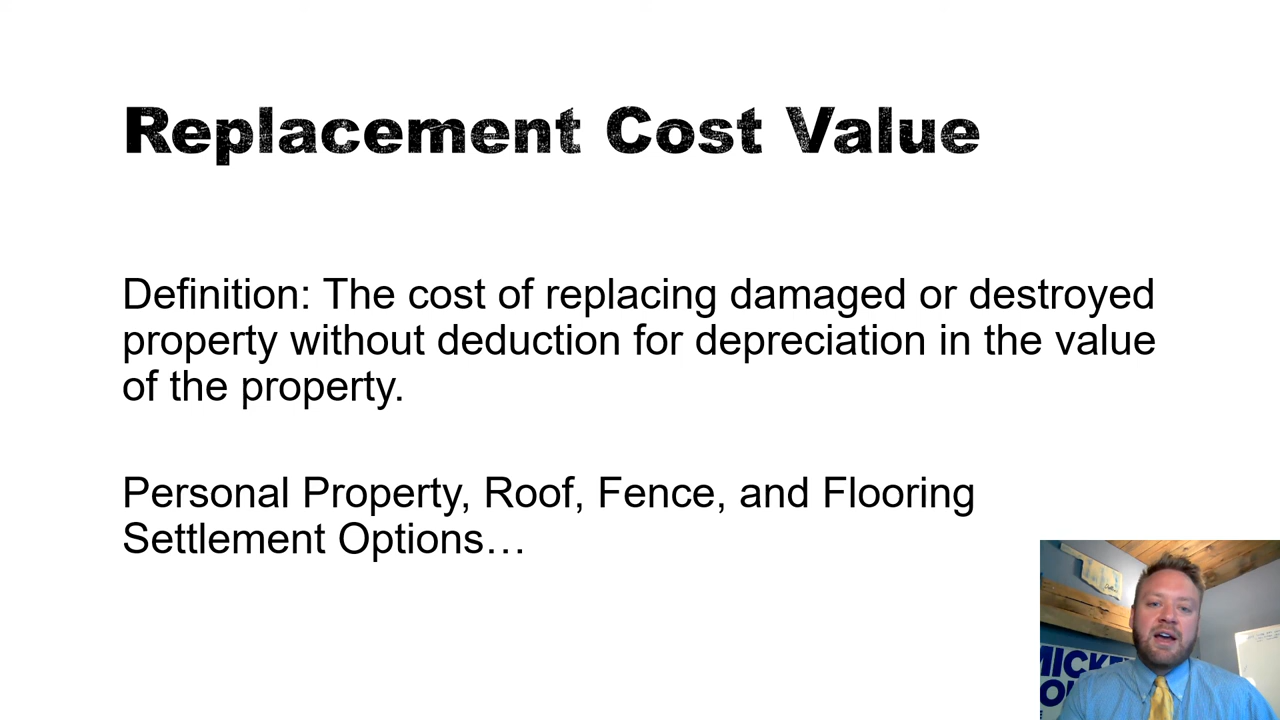 Replacement Cost Value
Definition: The cost of replacing damaged or destroyed
property without deduction for depreciation in the value
of the property.
Personal Property, Roof, Fence, and Flooring
Settlement Options…